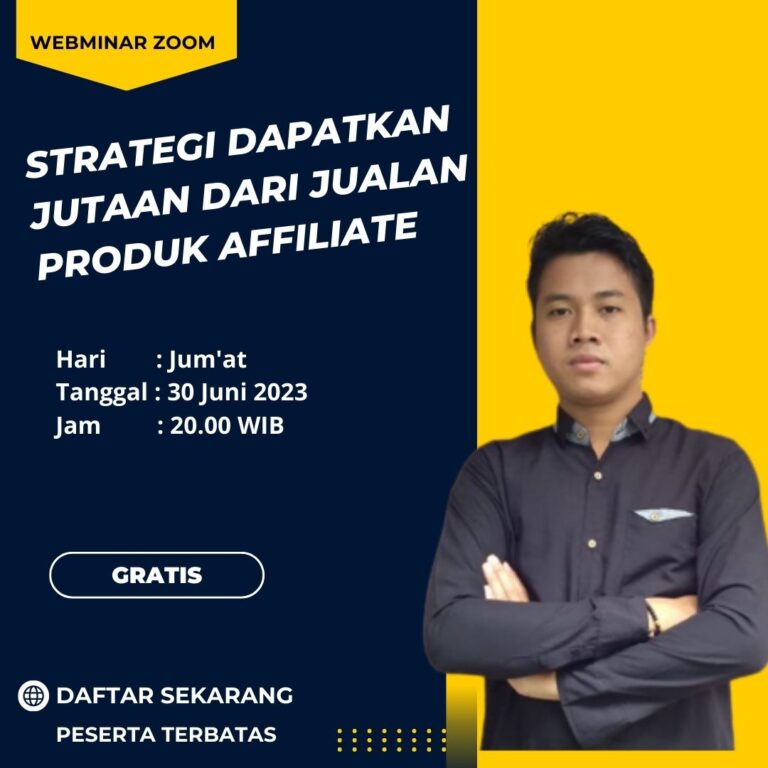 WEBMINAR ZOOM
STRATEGI DAPATKAN
JUTAAN DARI JUALAN
PRODUK AFFILIATE
Hari : Jum'at
Tanggal : 30 Juni 2023
Jam : 20.00 WIB
GRATIS
DAFTAR SEKARANG
PESERTA TERBATAS